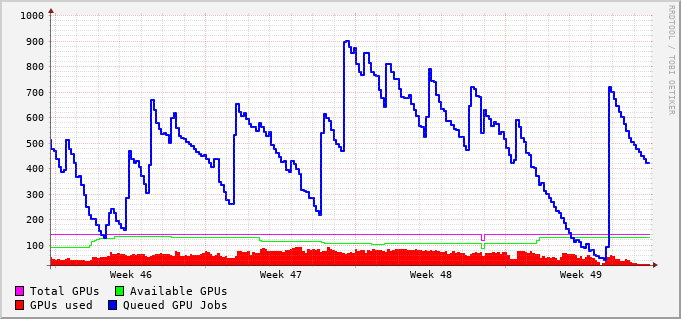 1000
900
800
700
600
500
400
300
200
100
Week 46 Week 47 Week 48 Week 49
Total GPUs Available GPUs
GPUs used Queued GPU Jobs
RRDTOOL / TOBI OETIKER